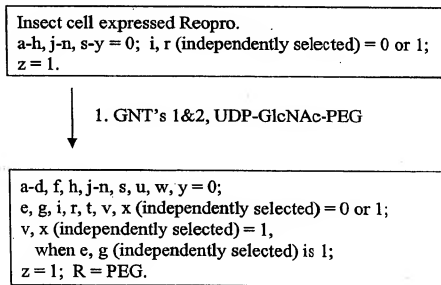 Insect cell expressed Reopro.
a-h, j-n, s-y = 0; i, r (independently selected) = 0 or 1;
z = 1.
1. GNT's 1&2, UDP-GlcNAc-PEG
a-d, f, h, j-n, s, u, w, y = 0;
e, g, i, r, t, v, x (independently selected) = 0 or 1;
v, x (independently selected) = 1,
when e, g (independently selected) is 1;
z = 1; R = PEG.